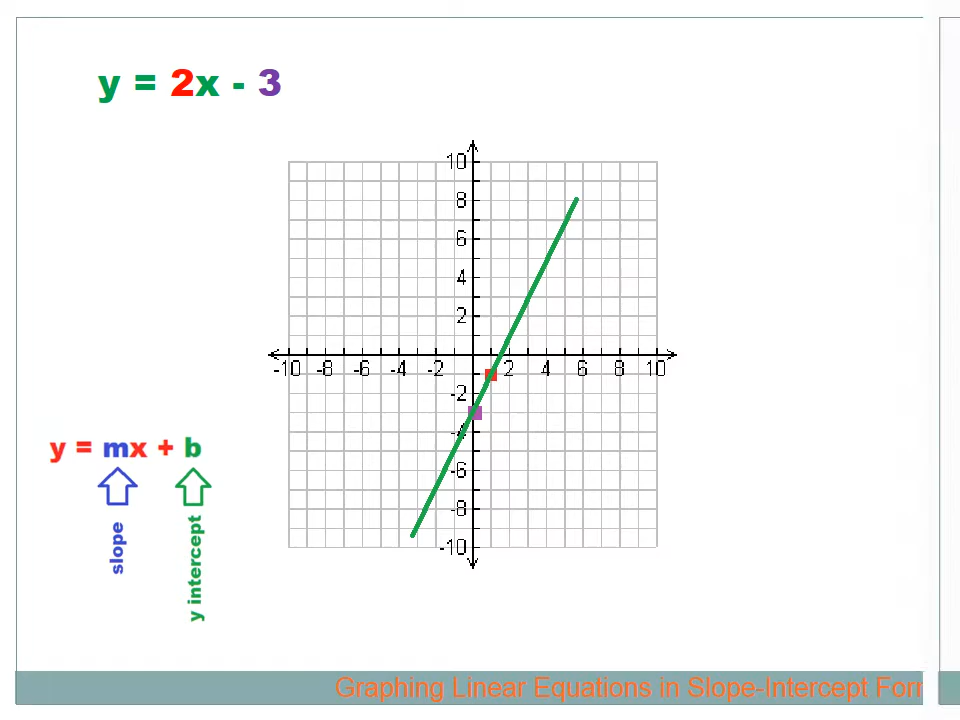 y = 2x - 3
10
8
6
4
2
-10 -8 -6 -4 -2 2 4 6 8 10
-2
-4
-6
-8
-10
y = mx + b
slope
y intercept
Graphing Linear Equations in Slope-Intercept For